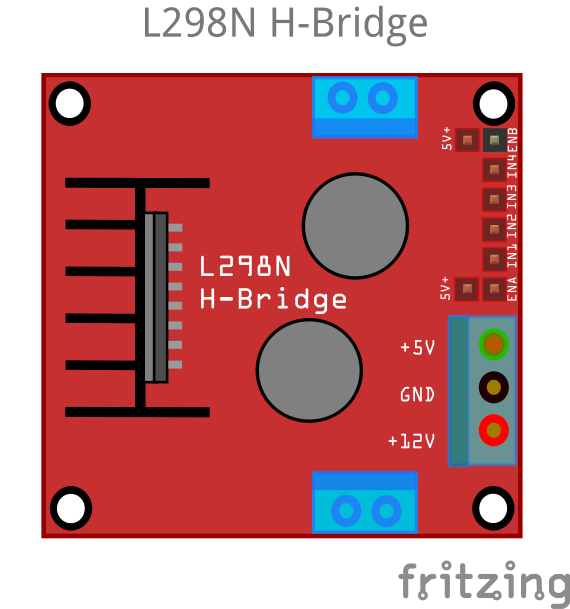 L298N H-Bridge
5V+
ENB
IN4
IN3
IN2
IN1
5V+
ENA
L298N
H-Bridge
+5V
GND
+12V
fritzing